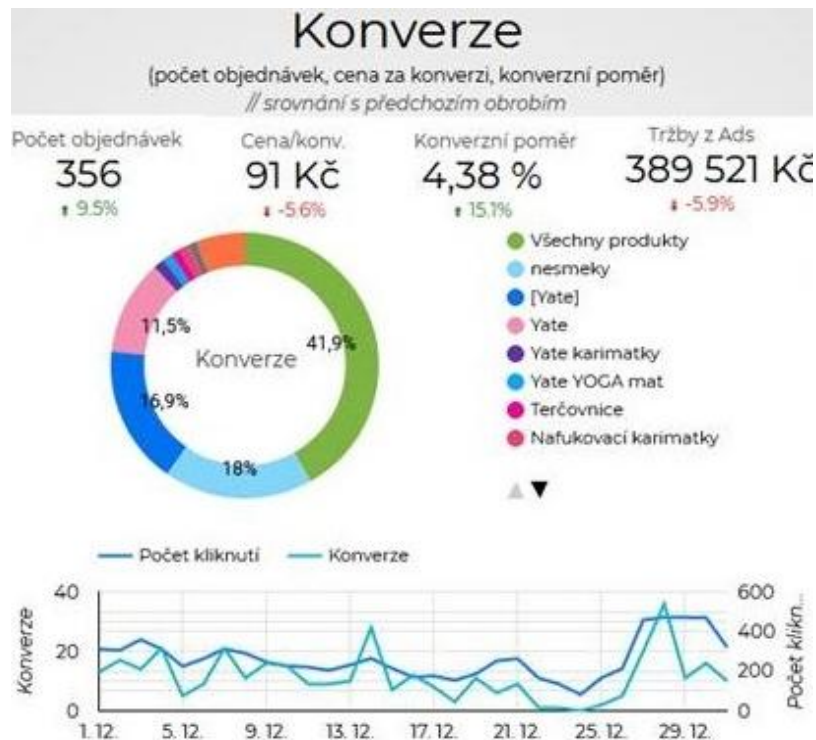 Konverze
(počet objednávek, cena za konverzi, konverzní poměr)
// srovnání s předchozím obrobím
Počet objednávek
356
9.5%
Cena/konv.
91 Kč
-5.6%
Konverzní poměr
4,38 %
15.1%
Tržby z Ads
389 521 Kč
-5.9%
Konverze
41,9%
18%
16,9%
11,5%
Všechny produkty
nesmeky
[Yate]
Yate
Yate karimatky
Yate YOGA mat
Terčovnice
Nafukovací karimatky
Počet kliknutí
Konverze
Konverze
40
20
0
600
400
200
0
Počet klikn...
1. 12. 5. 12. 9. 12. 13. 12. 17. 12. 21. 12. 25. 12. 29. 12.